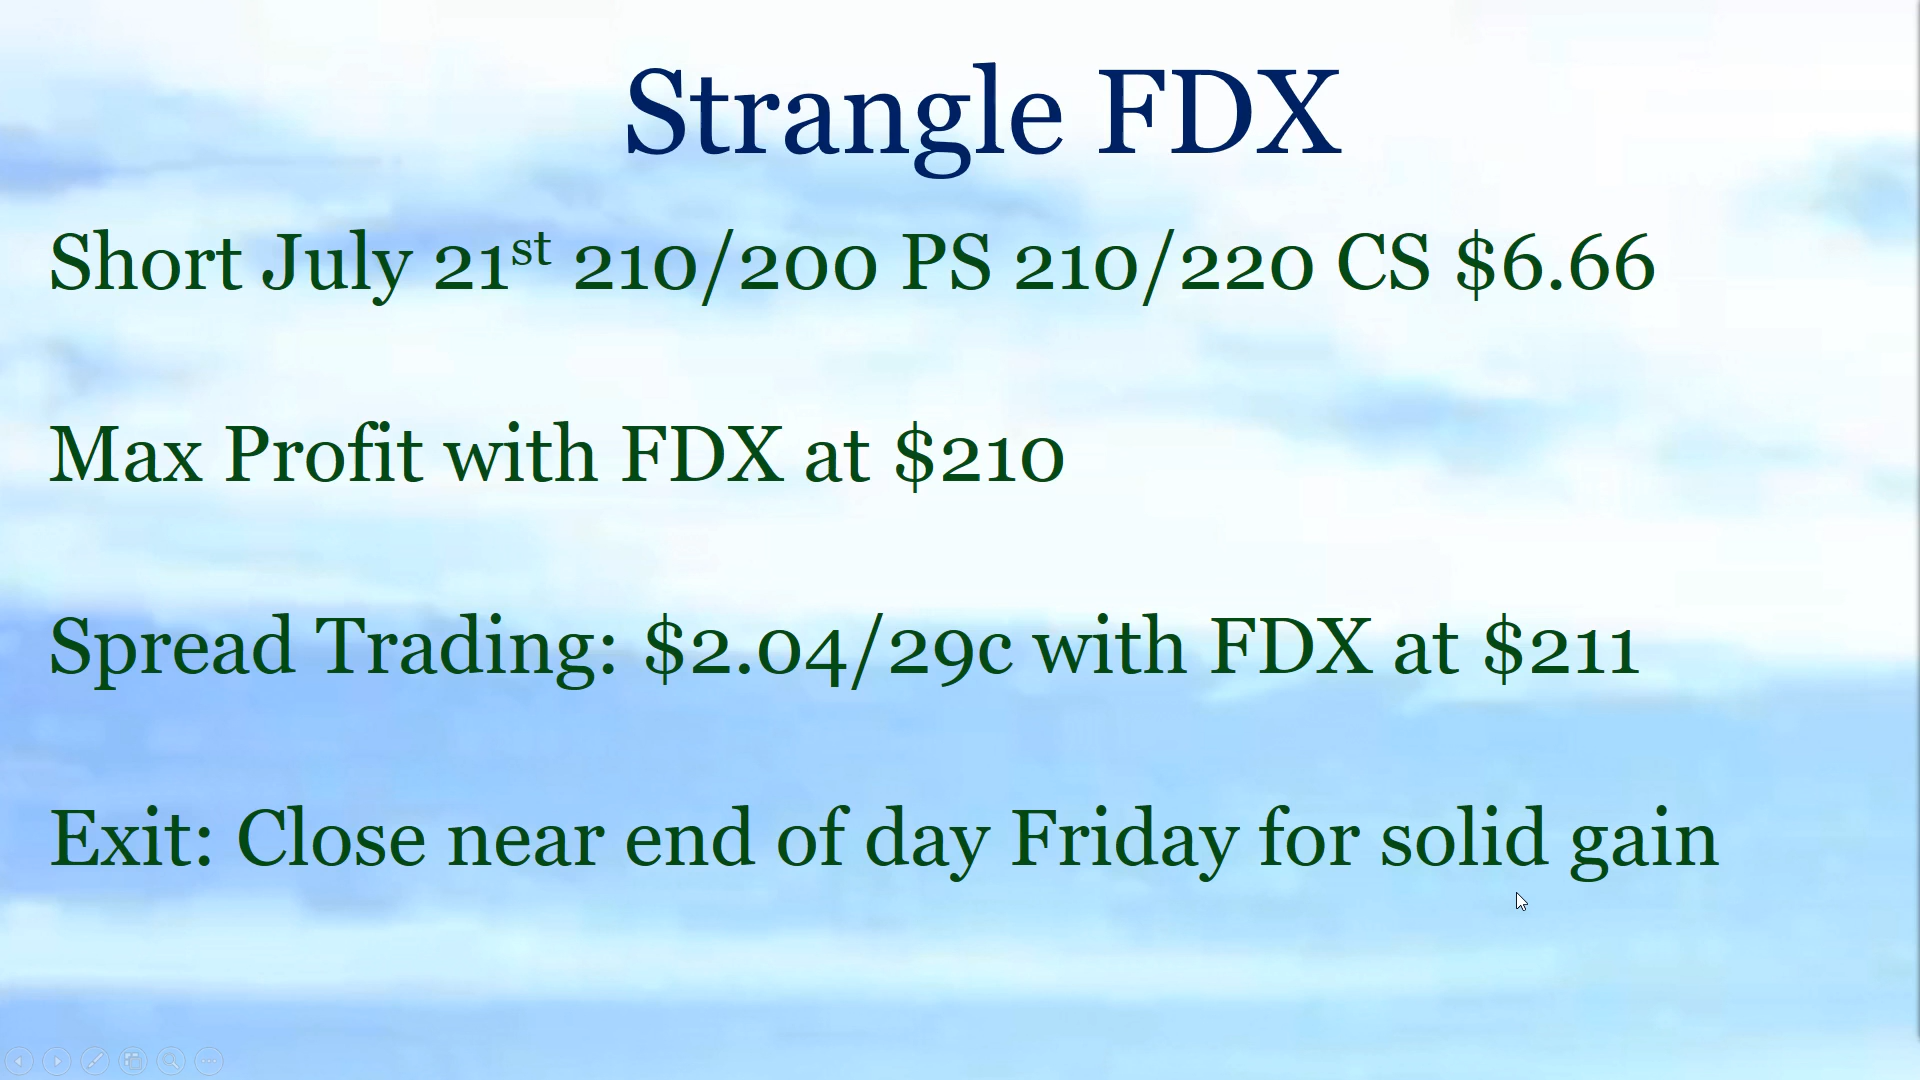 Strangle FDX
Short July 21st 210/200 PS 210/220 CS $6.66
Max Profit with FDX at $210
Spread Trading: $2.04/29c with FDX at $211
Exit: Close near end of day Friday for solid gain